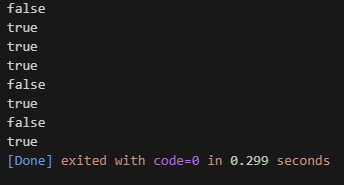 false
true
true
true
false
true
false
true
[Done] exited with code=0 in 0.299 seconds